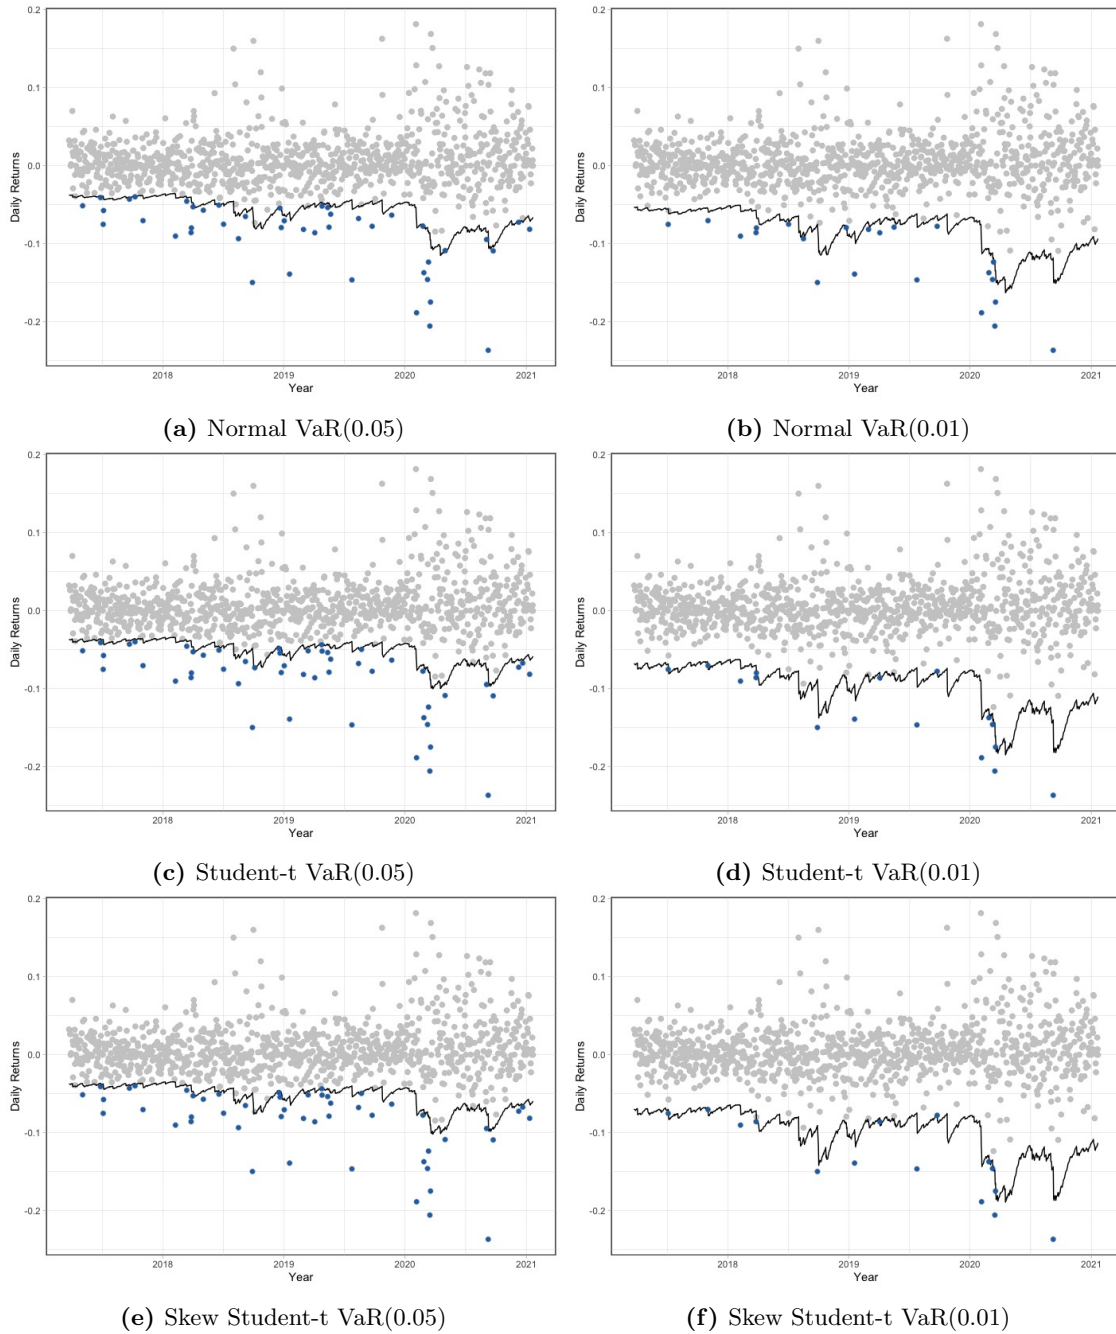 0.2
0.1
0.0
-0.1
-0.2
Daily Returns
2018 2019 2020 2021
Year
(a) Normal VaR(0.05)
0.2
0.1
0.0
-0.1
-0.2
Daily Returns
2018 2019 2020 2021
Year
(b) Normal VaR(0.01)
0.2
0.1
0.0
-0.1
-0.2
Daily Returns
2018 2019 2020 2021
Year
(c) Student-t VaR(0.05)
0.2
0.1
0.0
-0.1
-0.2
Daily Returns
2018 2019 2020 2021
Year
(d) Student-t VaR(0.01)
0.2
0.1
0.0
-0.1
-0.2
Daily Returns
2018 2019 2020 2021
Year
(e) Skew Student-t VaR(0.05)
0.2
0.1
0.0
-0.1
-0.2
Daily Returns
2018 2019 2020 2021
Year
(f) Skew Student-t VaR(0.01)